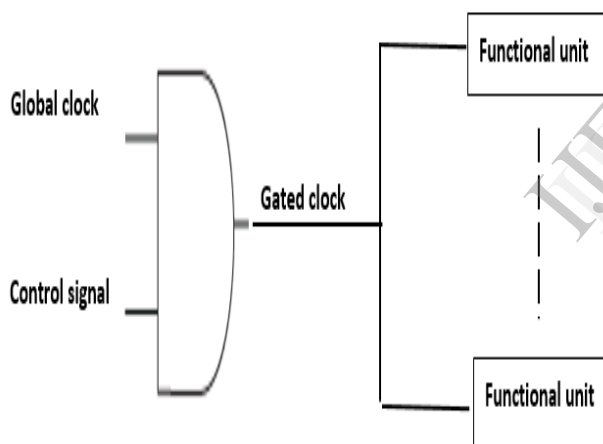 Functional unit
Global clock
Gated clock
Control signal
Functional unit